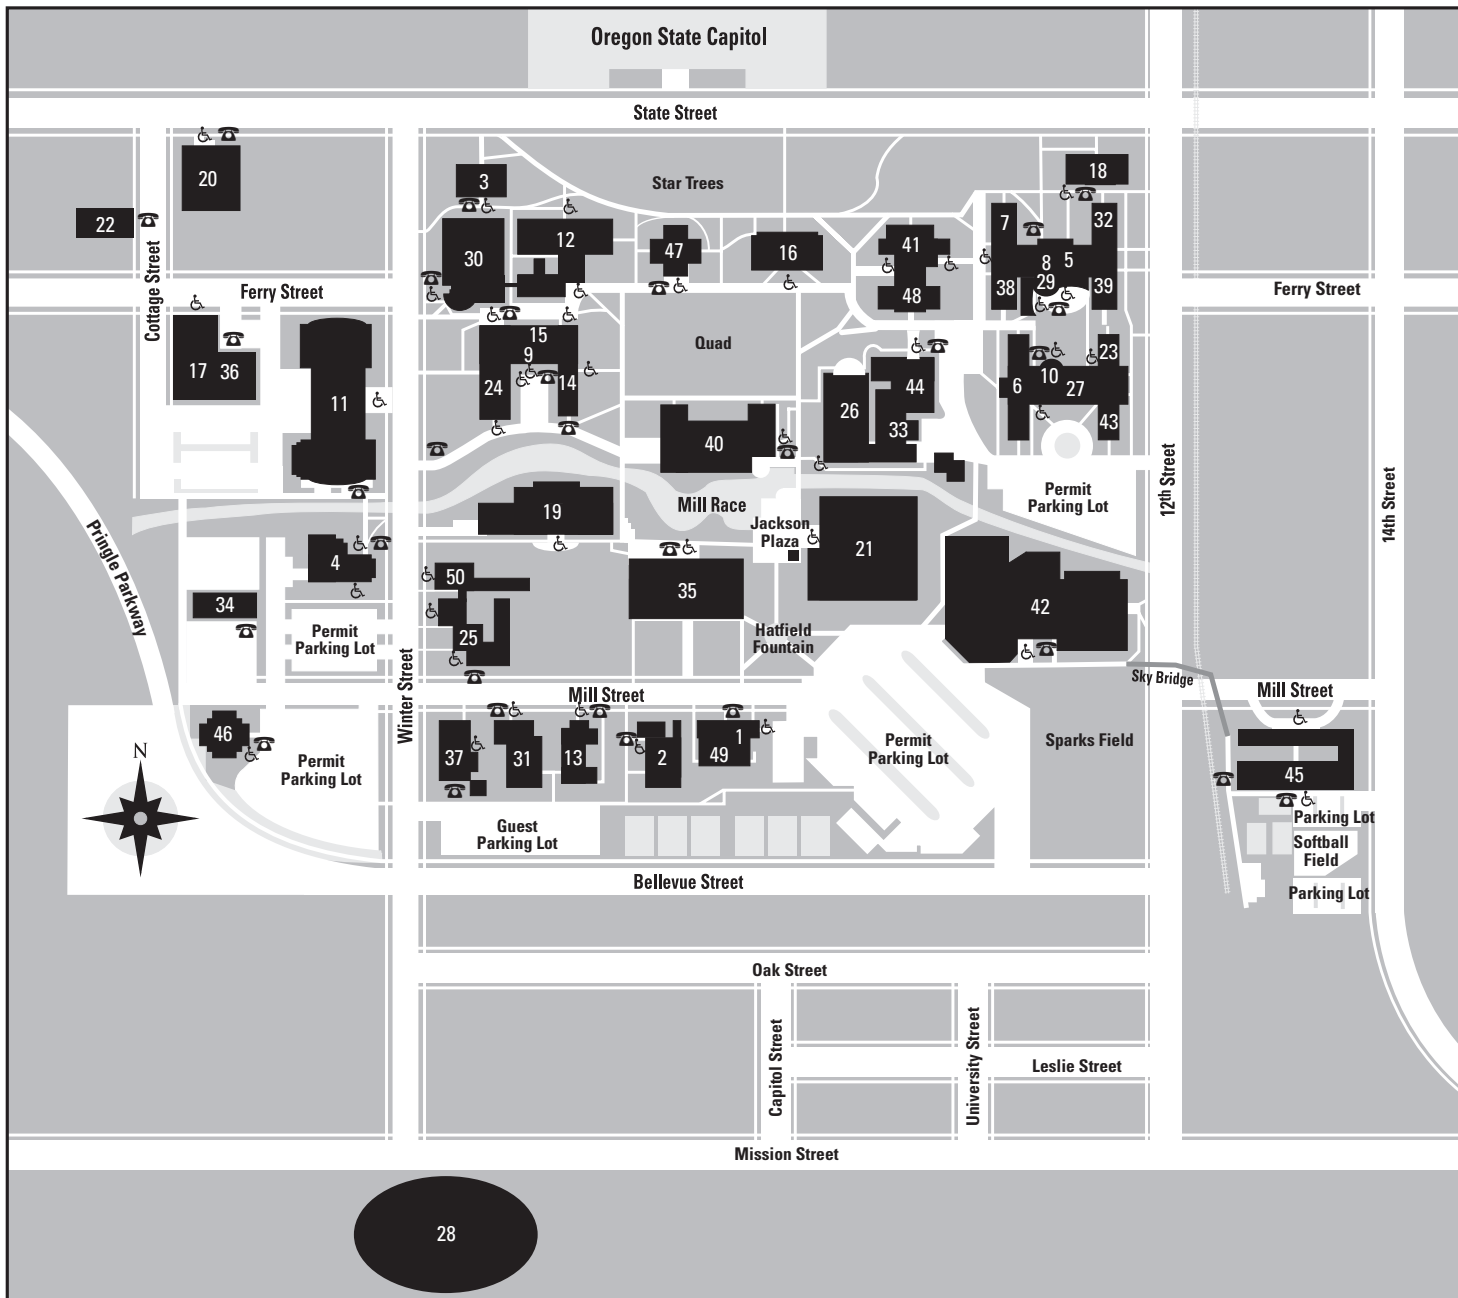 Oregon State Capitol
State Street
20
3
Star Trees
18
22
7
32
12
47
16
41
30
8
5
29
38
39
48
Cottage Street
Ferry Street
Ferry Street
15
9
Quad
17
36
24
14
11
26
44
33
6
10
27
23
43
40
12th Street
14th Street
Permit
Parking Lot
Mill Race
Jackson
Plaza
19
21
Pringle Parkway
4
50
35
42
34
Permit
Parking Lot
25
Hatfield
Fountain
Winter Street
Sky Bridge
Mill Street
Mill Street
46
N
Permit
Parking Lot
37
31
13
2
1
49
Permit
Parking Lot
Sparks Field
45
Guest
Parking Lot
Parking Lot
Softball
Field
Parking Lot
Bellevue Street
Oak Street
Capitol Street
University Street
Leslie Street
Mission Street
28